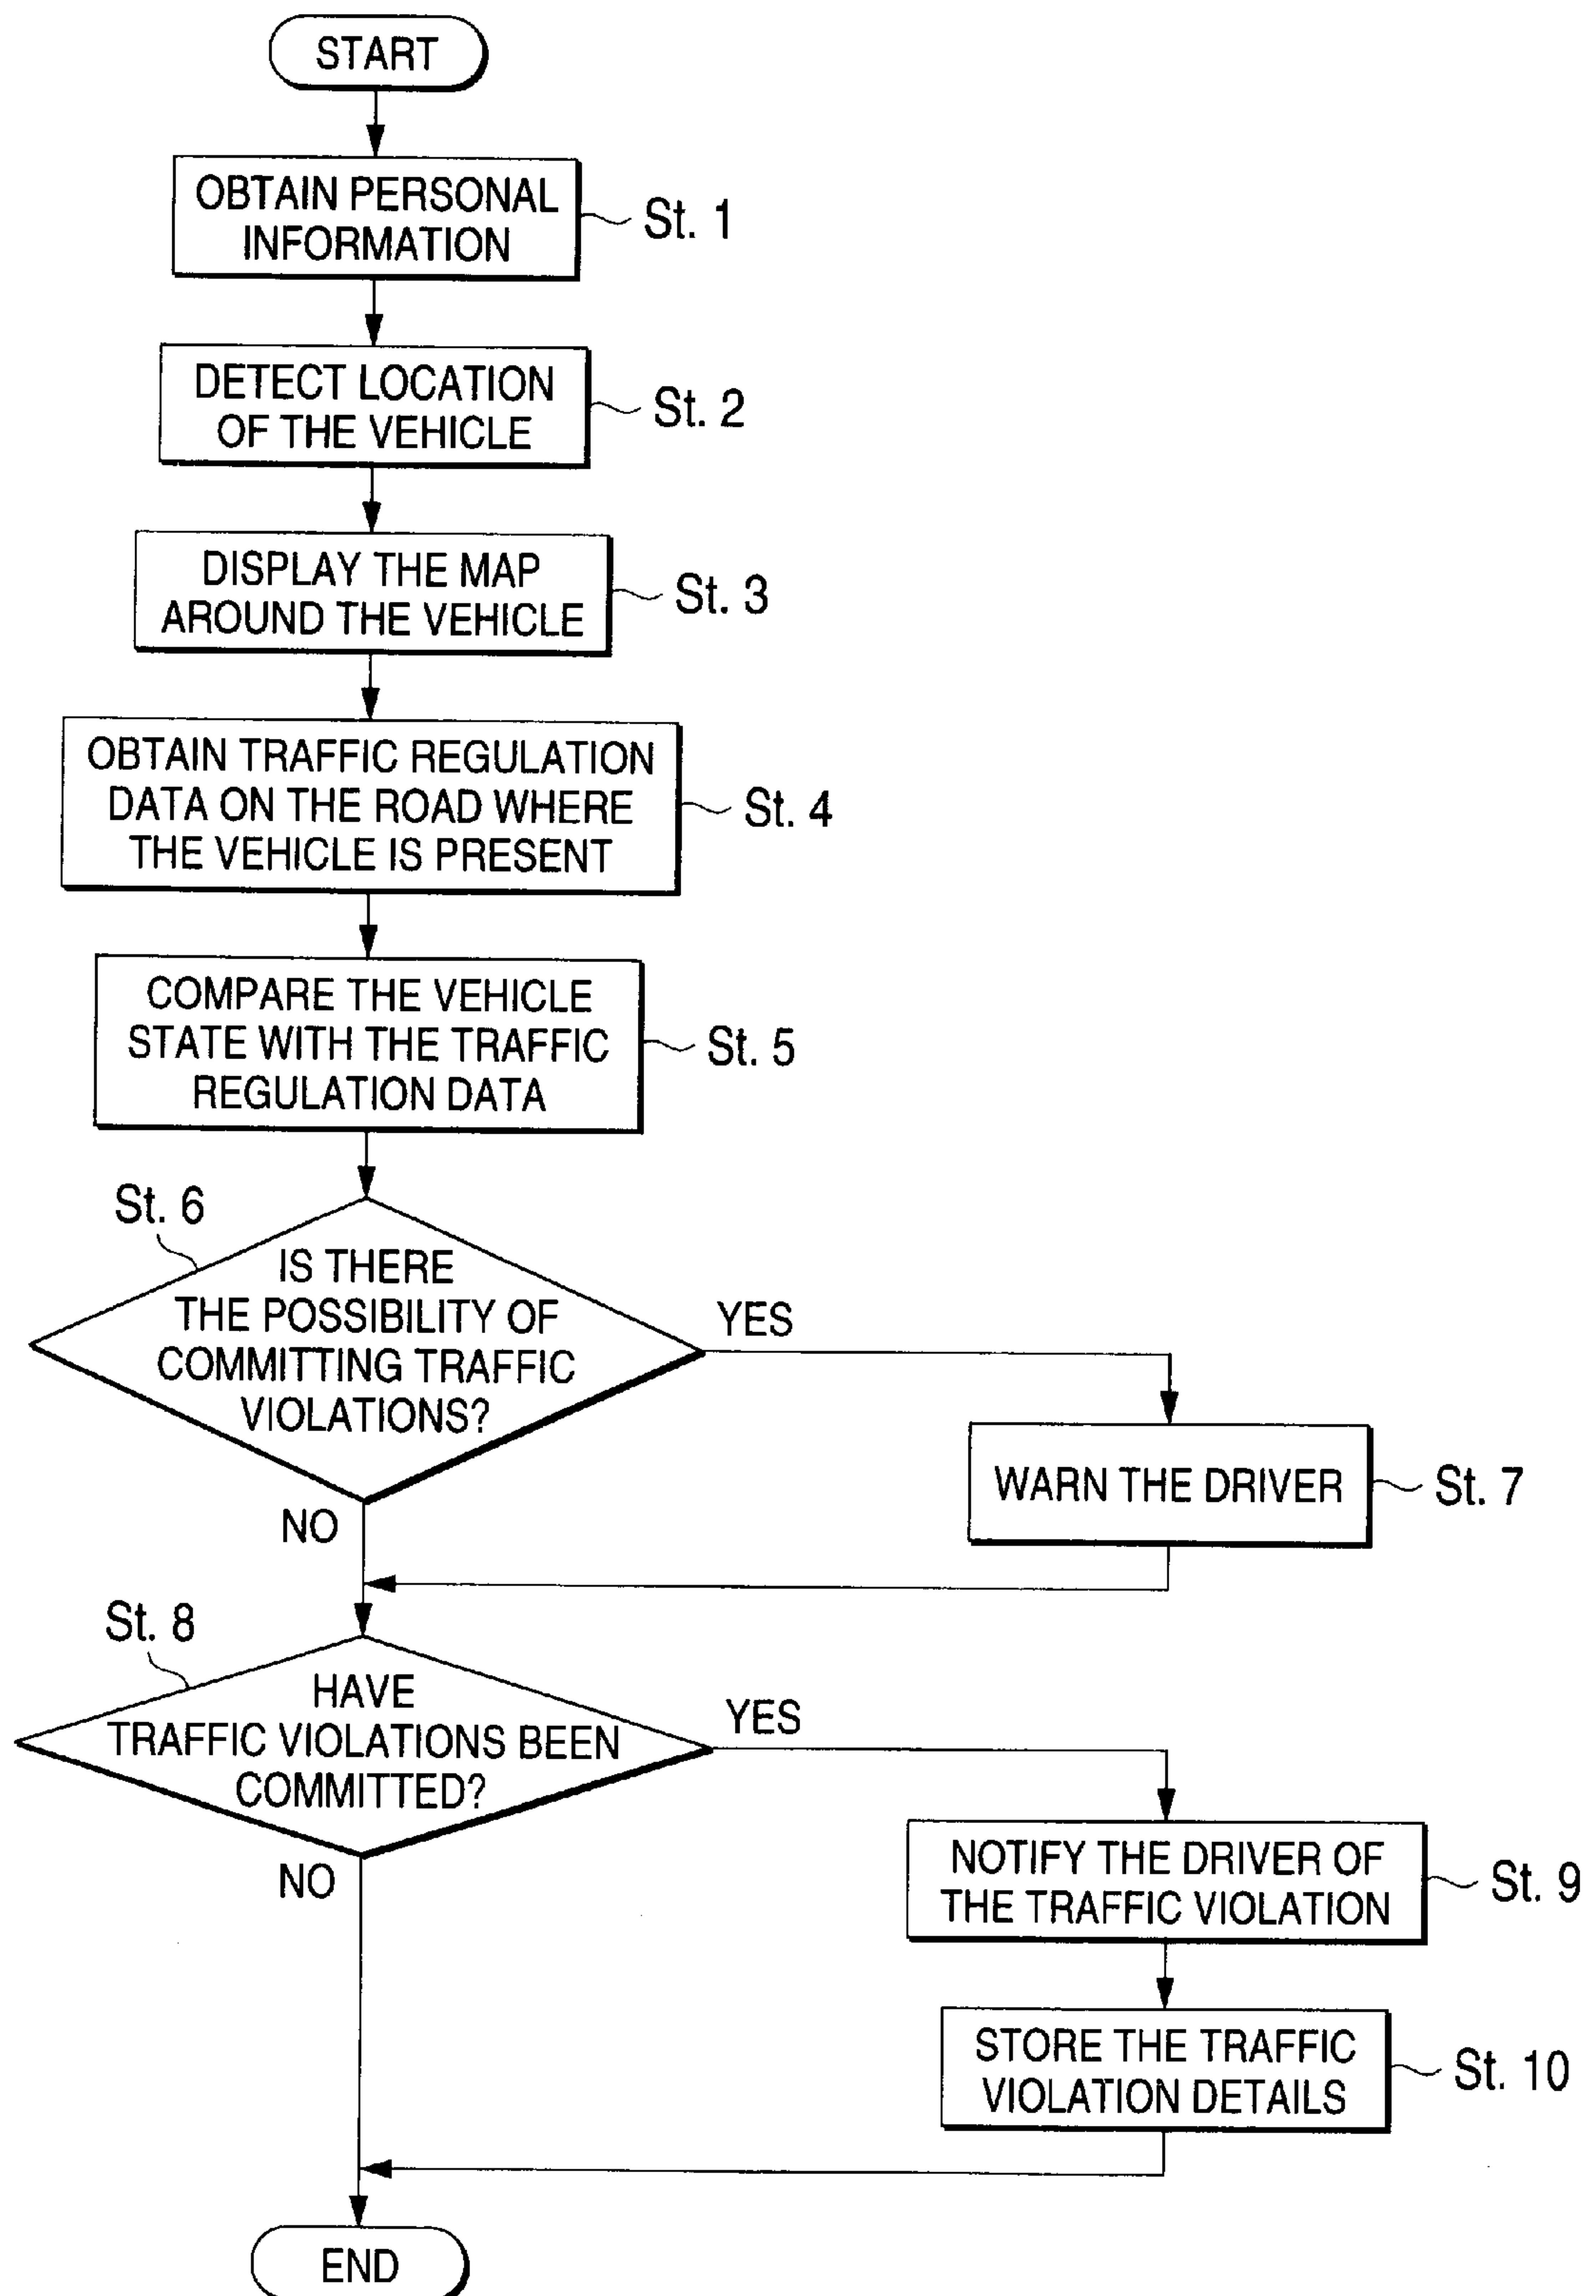 START
OBTAIN PERSONAL
INFORMATION
St. 1
DETECT LOCATION
OF THE VEHICLE
St. 2
DISPLAY THE MAP
AROUND THE VEHICLE
St. 3
OBTAIN TRAFFIC REGULATION
DATA ON THE ROAD WHERE
THE VEHICLE IS PRESENT
St. 4
COMPARE THE VEHICLE
STATE WITH THE TRAFFIC
REGULATION DATA
St. 5
St. 6
IS THERE
THE POSSIBILITY OF
COMMITTING TRAFFIC
VIOLATIONS?
YES
WARN THE DRIVER
St. 7
NO
St. 8
HAVE
TRAFFIC VIOLATIONS BEEN
COMMITTED?
YES
NOTIFY THE DRIVER OF
THE TRAFFIC VIOLATION
St. 9
NO
STORE THE TRAFFIC
VIOLATION DETAILS
St. 10
END